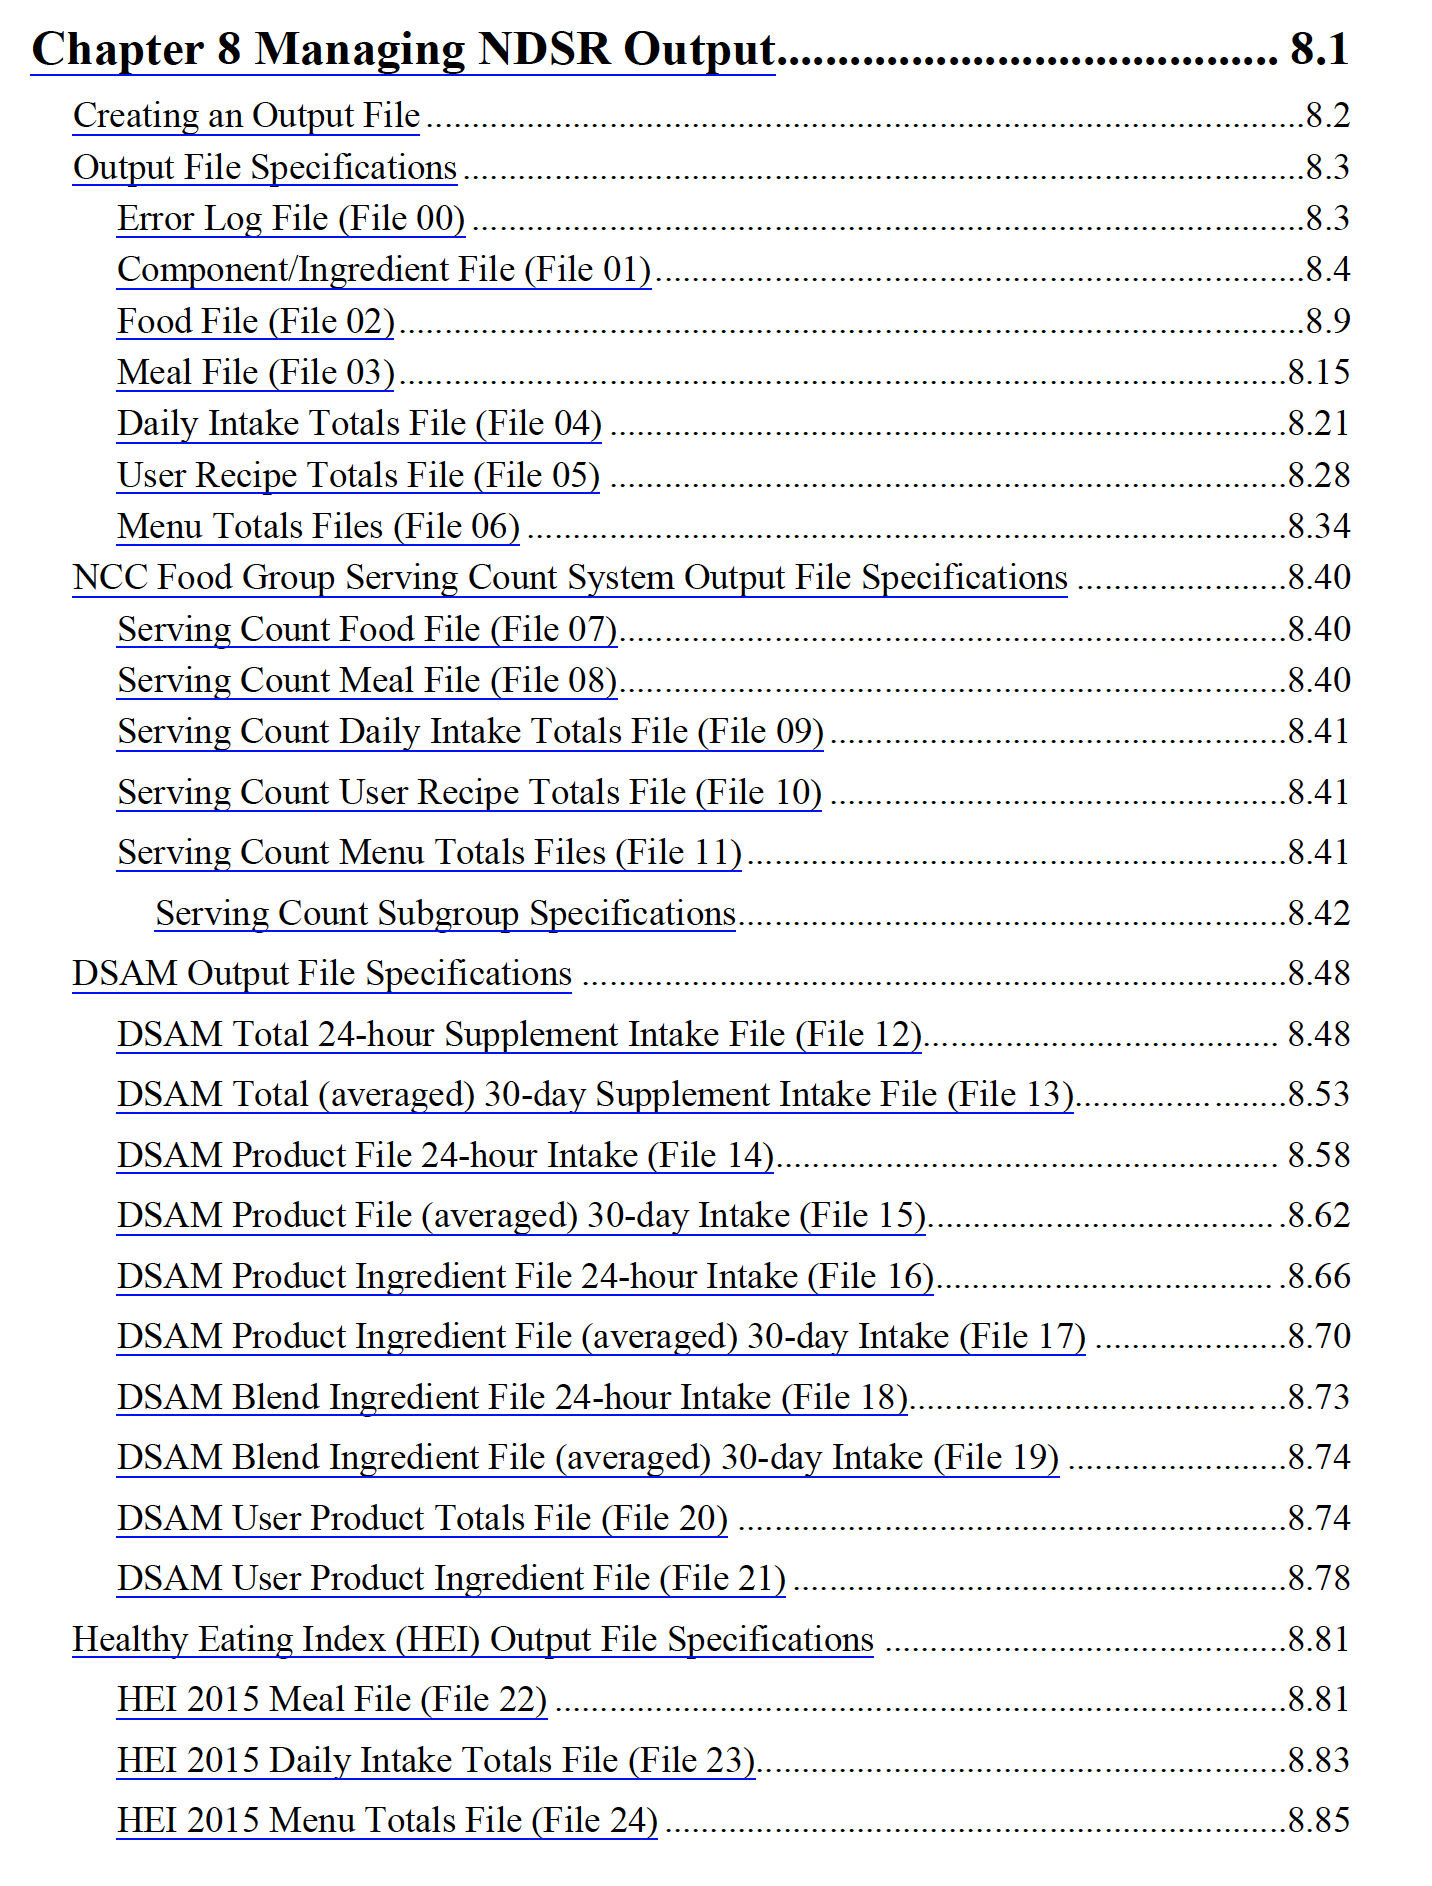 Chapter 8 Managing NDSR Output......................................... 8.1
Creating an Output File................................................................................................8.2
Output File Specifications............................................................................................8.3
Error Log File (File 00)...........................................................................................8.3
Component/Ingredient File (File 01).......................................................................8.4
Food File (File 02)...................................................................................................8.9
Meal File (File 03).................................................................................................8.15
Daily Intake Totals File (File 04)..........................................................................8.21
User Recipe Totals File (File 05)..........................................................................8.28
Menu Totals Files (File 06)...................................................................................8.34
NCC Food Group Serving Count System Output File Specifications.......................8.40
Serving Count Food File (File 07).........................................................................8.40
Serving Count Meal File (File 08).........................................................................8.40
Serving Count Daily Intake Totals File (File 09)..................................................8.41
Serving Count User Recipe Totals File (File 10)..................................................8.41
Serving Count Menu Totals Files (File 11)...........................................................8.41
Serving Count Subgroup Specifications............................................................8.42
DSAM Output File Specifications.............................................................................8.48
DSAM Total 24-hour Supplement Intake File (File 12)....................................... 8.48
DSAM Total (averaged) 30-day Supplement Intake File (File 13).......................8.53
DSAM Product File 24-hour Intake (File 14)....................................................... 8.58
DSAM Product File (averaged) 30-day Intake (File 15).......................................8.62
DSAM Product Ingredient File 24-hour Intake (File 16)..................................... .8.66
DSAM Product Ingredient File (averaged) 30-day Intake (File 17).....................8.70
DSAM Blend Ingredient File 24-hour Intake (File 18).........................................8.73
DSAM Blend Ingredient File (averaged) 30-day Intake (File 19)........................8.74
DSAM User Product Totals File (File 20)............................................................8.74
DSAM User Product Ingredient File (File 21)......................................................8.78
Healthy Eating Index (HEI) Output File Specifications............................................8.81
HEI 2015 Meal File (File 22)................................................................................8.81
HEI 2015 Daily Intake Totals File (File 23)..........................................................8.83
HEI 2015 Menu Totals File (File 24)....................................................................8.85